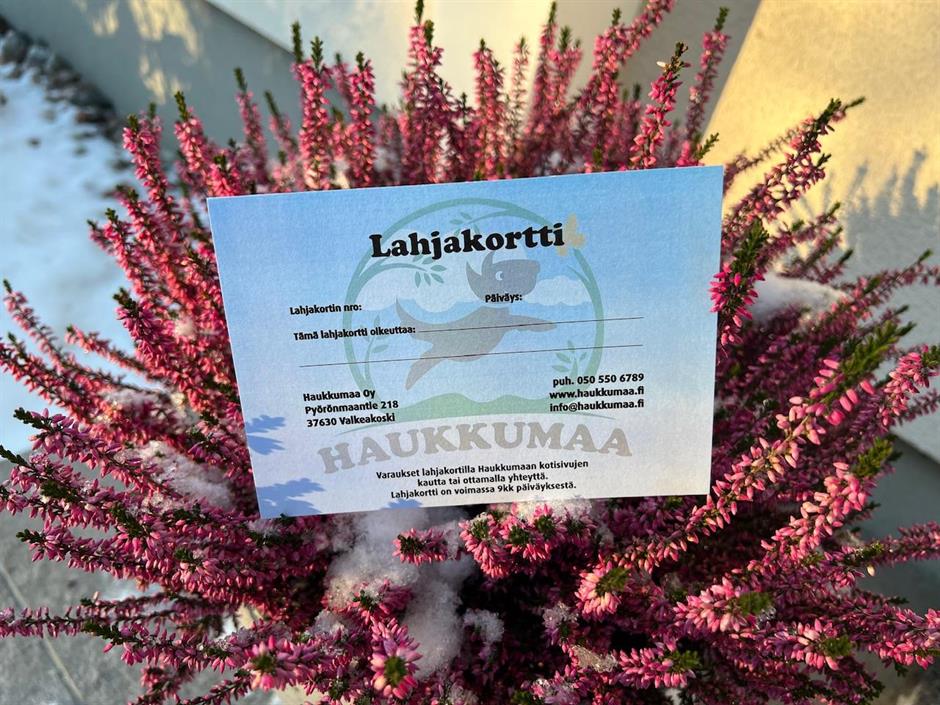 Lahjakortti
Lahjakortin nro: Päiväys:
Tämä lahjakortti oikeuttaa:
Haukkumaa Oy
Pyörönmaantie 218
37630 Valkeakoski
puh. 050 550 6789
www.haukkumaa.fi
info@haukkumaa.fi
HAUKKUMAA
Varaukset lahjakortilla Haukkumaan kotisivujen
kautta tai ottamalla yhteyttä.
Lahjakortti on voimassa 9kk päiväyksestä.